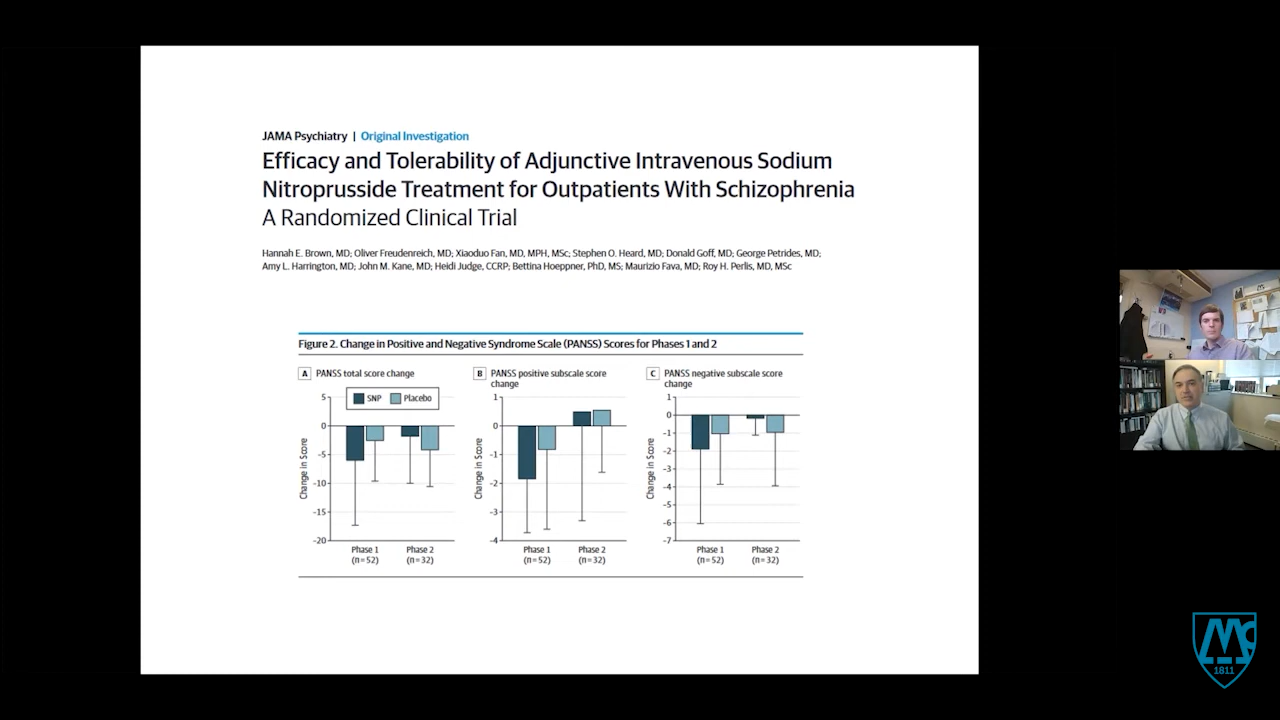 JAMA Psychiatry | Original Investigation
Efficacy and Tolerability of Adjunctive Intravenous Sodium
Nitroprusside Treatment for Outpatients With Schizophrenia
A Randomized Clinical Trial
Hannah E. Brown, MD; Oliver Freudenreich, MD; Xiaoduo Fan, MD, MPH, MSc; Stephen O. Heard, MD; Donald Goff, MD; George Petrides, MD;
Amy L. Harrington, MD; John M. Kane, MD; Heidi Judge, CCRP; Bettina Hoeppner, PhD, MS; Maurizio Fava, MD; Roy H. Perlis, MD, MSc
Figure 2. Change in Positive and Negative Syndrome Scale (PANSS) Scores for Phases 1 and 2
A PANSS total score change
SNP Placebo
Change in Score
5
0
-5
-10
-15
-20
Phase 1 Phase 2
(n=52) (n=32)
B PANSS positive subscale score
change
Change in Score
1
0
-1
-2
-3
-4
Phase 1 Phase 2
(n=52) (n=32)
C PANSS negative subscale score
change
Change in Score
1
0
-1
-2
-3
-4
-5
-6
-7
Phase 1 Phase 2
(n=52) (n=32)
1811